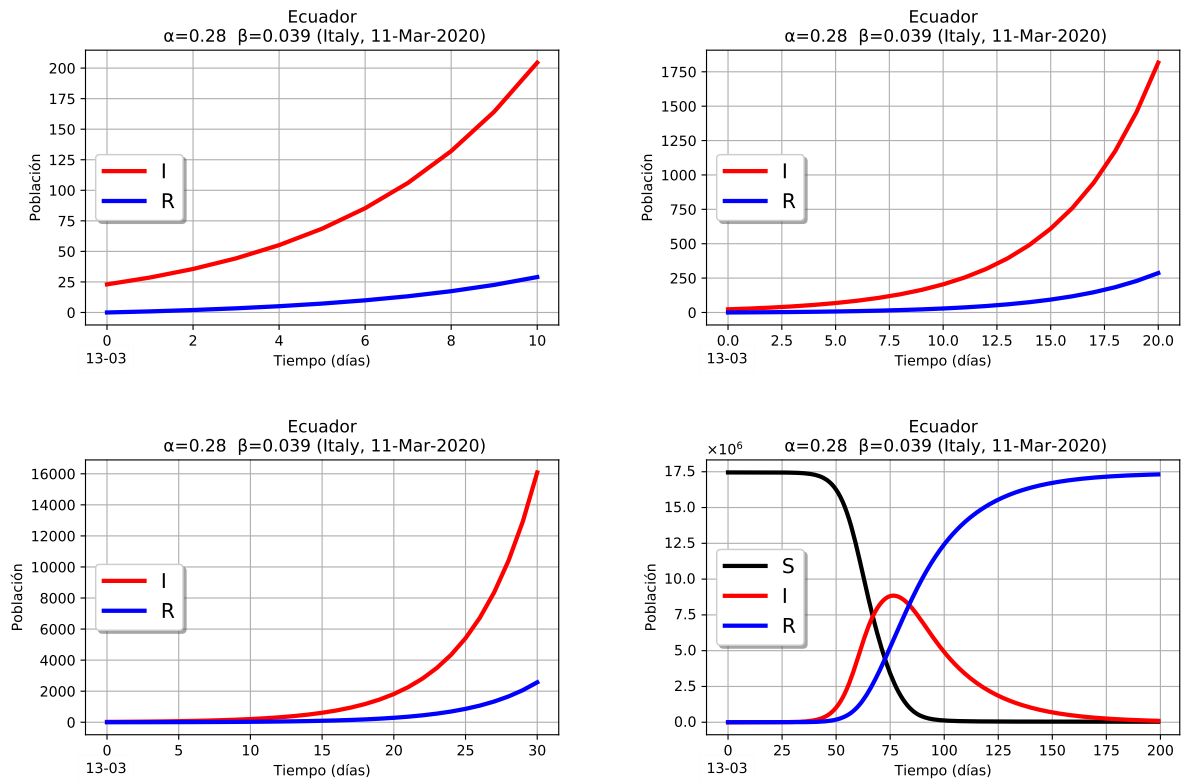 Ecuador
α=0.28 β=0.039 (Italy, 11-Mar-2020)
200
175
150
125
100
75
50
25
0
Población
I
R
0 2 4 6 8 10
13-03
Tiempo (días)
Ecuador
α=0.28 β=0.039 (Italy, 11-Mar-2020)
1750
1500
1250
1000
750
500
250
0
Población
I
R
0.0 2.5 5.0 7.5 10.0 12.5 15.0 17.5 20.0
13-03
Tiempo (días)
Ecuador
α=0.28 β=0.039 (Italy, 11-Mar-2020)
16000
14000
12000
10000
8000
6000
4000
2000
0
Población
I
R
0 5 10 15 20 25 30
13-03
Tiempo (días)
Ecuador
α=0.28 β=0.039 (Italy, 11-Mar-2020)
×10⁶
17.5
15.0
12.5
10.0
7.5
5.0
2.5
0.0
Población
S
I
R
0 25 50 75 100 125 150 175 200
13-03
Tiempo (días)